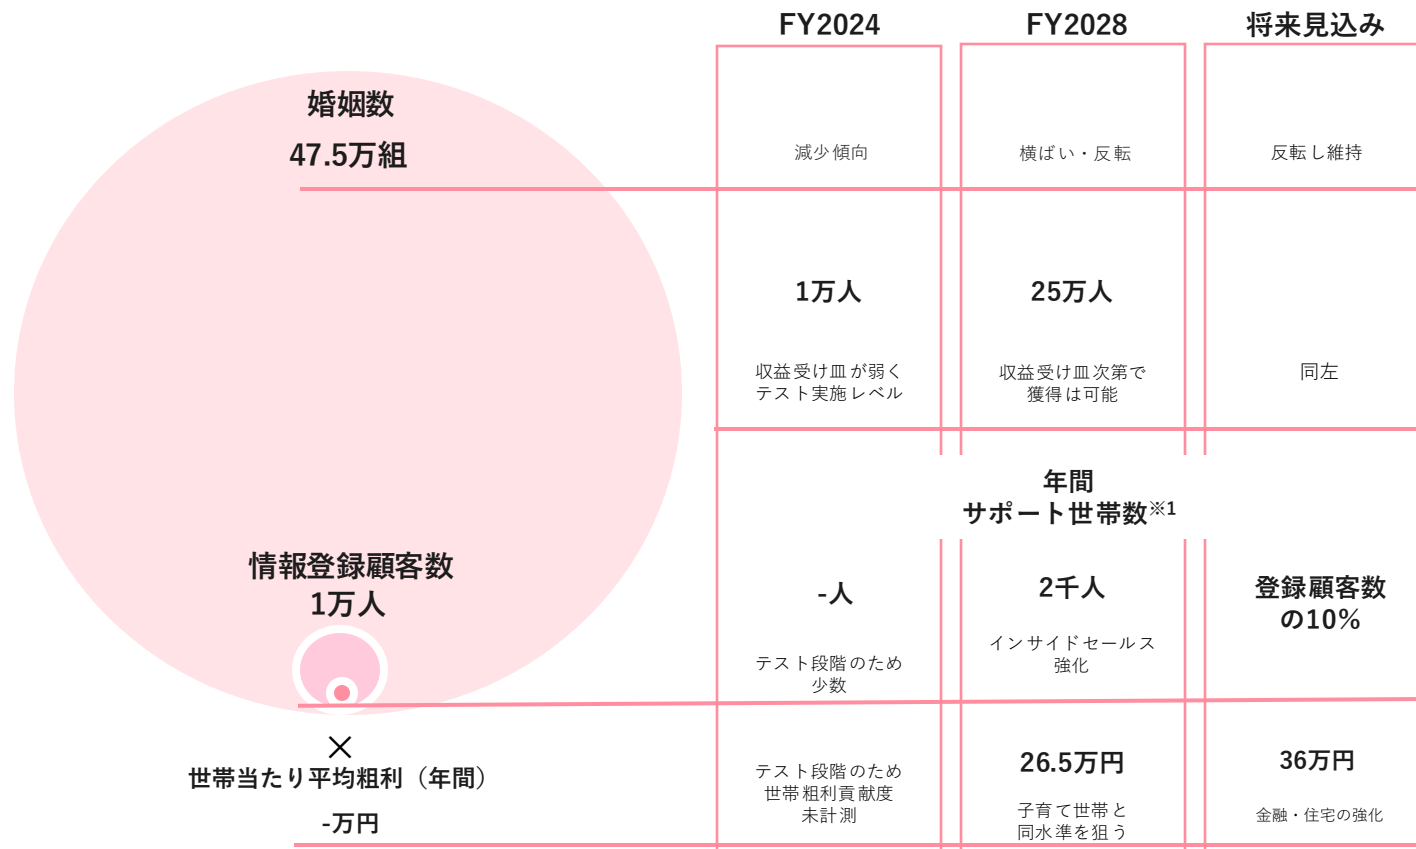 FY2024
FY2028
将来見込み
婚姻数
47.5万組
減少傾向
横ばい・反転
反転し維持
1万人
25万人
収益受け皿が弱く
テスト実施レベル
収益受け皿次第で
獲得は可能
同左
年間
サポート世帯数※1
情報登録顧客数
1万人
-人
2千人
登録顧客数
の10%
テスト段階のため
少数
インサイドセールス
強化
×
世帯当たり平均粗利（年間）
-万円
テスト段階のため
世帯粗利貢献度
未計測
26.5万円
子育て世帯と
同水準を狙う
36万円
金融・住宅の強化